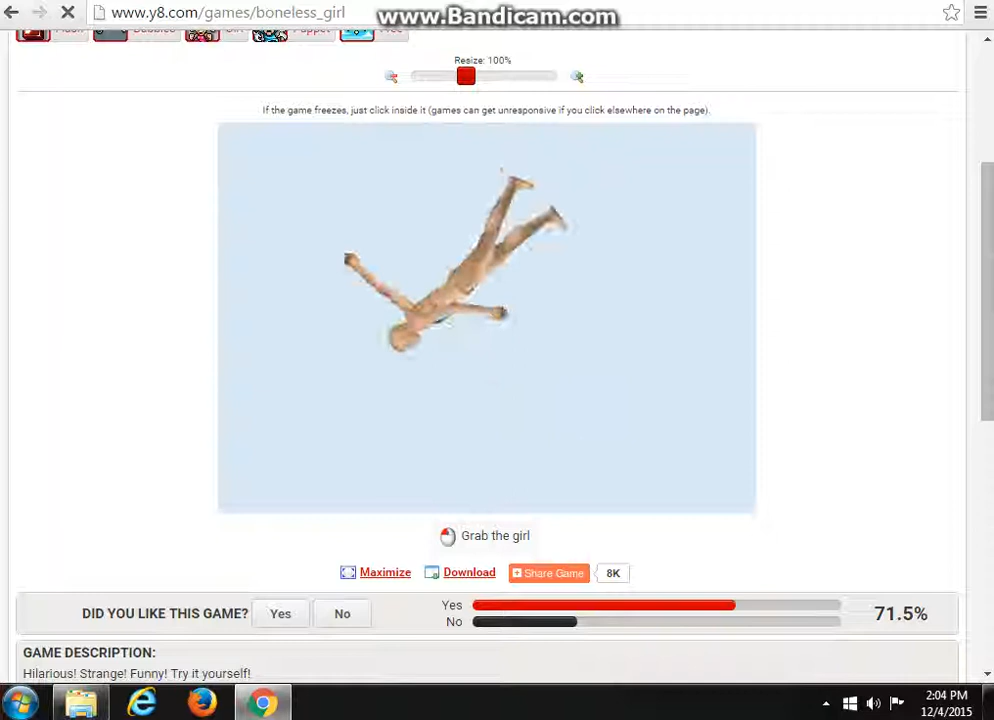 www.y8.com/games/boneless_girl
www.Bandicam.com
Resize: 100%
If the game freezes, just click inside it (games can get unresponsive if you click elsewhere on the page).
Grab the girl
Maximize Download Share Game 8K
DID YOU LIKE THIS GAME? Yes No Yes 71.5%
No
GAME DESCRIPTION:
Hilarious! Strange! Funny! Try it yourself!
2:04 PM
12/4/2015